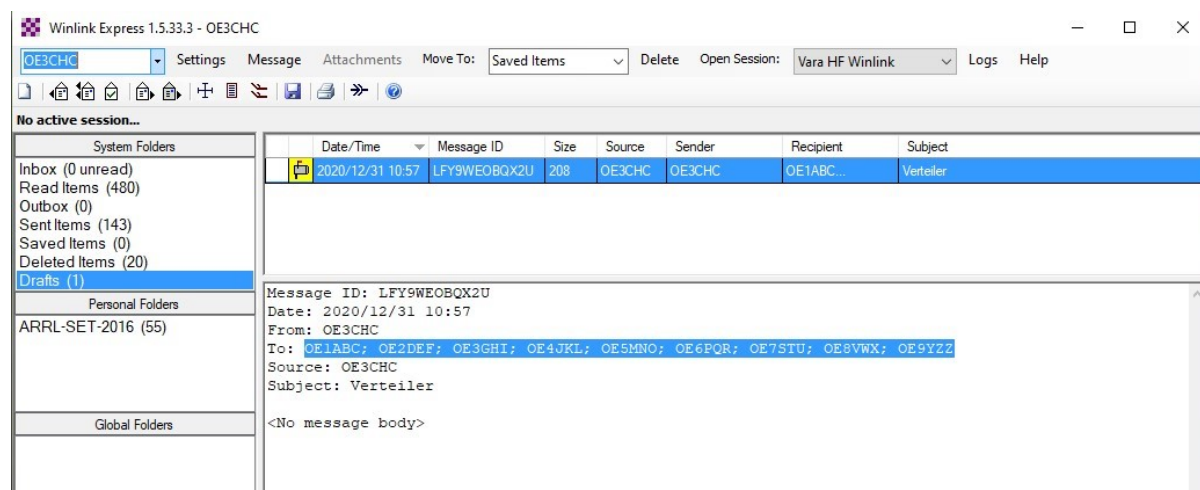 Winlink Express 1.5.33.3 - OE3CHC
OE3CHC Settings Message Attachments Move To: Saved Items Delete Open Session: Vara HF Winlink Logs Help
No active session...
System Folders
Inbox (0 unread)
Read Items (480)
Outbox (0)
Sent Items (143)
Saved Items (0)
Deleted Items (20)
Drafts (1)
Personal Folders
ARRL-SET-2016 (55)
Global Folders
Date/Time Message ID Size Source Sender Recipient Subject
2020/12/31 10:57 LFY9WEOBQX2U 208 OE3CHC OE3CHC OE1ABC... Verteiler
Message ID: LFY9WEOBQX2U
Date: 2020/12/31 10:57
From: OE3CHC
To: OE1ABC; OE2DEF; OE3GHI; OE4JKL; OE5MNO; OE6PQR; OE7STU; OE8VWX; OE9YZZ
Source: OE3CHC
Subject: Verteiler
<No message body>